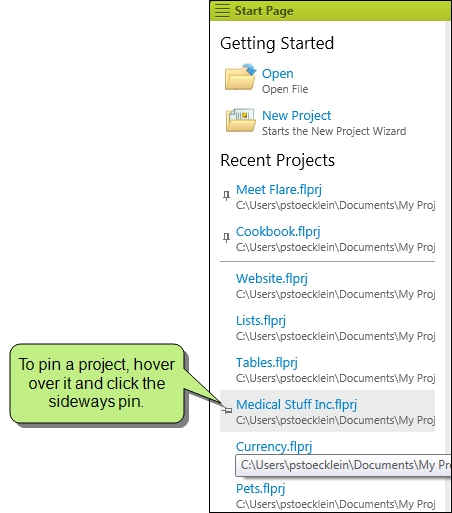 Start Page
Getting Started
Open
Open File
New Project
Starts the New Project Wizard
Recent Projects
Meet Flare.flprj
C:\Users\pstoecklein\Documents\My Proj
Cookbook.flprj
C:\Users\pstoecklein\Documents\My Proj
Website.flprj
C:\Users\pstoecklein\Documents\My Proj
Lists.flprj
C:\Users\pstoecklein\Documents\My Proj
Tables.flprj
C:\Users\pstoecklein\Documents\My Proj
To pin a project, hover
over it and click the
sideways pin.
Medical Stuff Inc.flprj
C:\Users\pstoecklein\Documents\My Proj
Currency.flprj
C:\Users\pstoecklein\Documents\My Pro
Pets.flprj
C:\Users\pstoecklein\Documents\My Proj